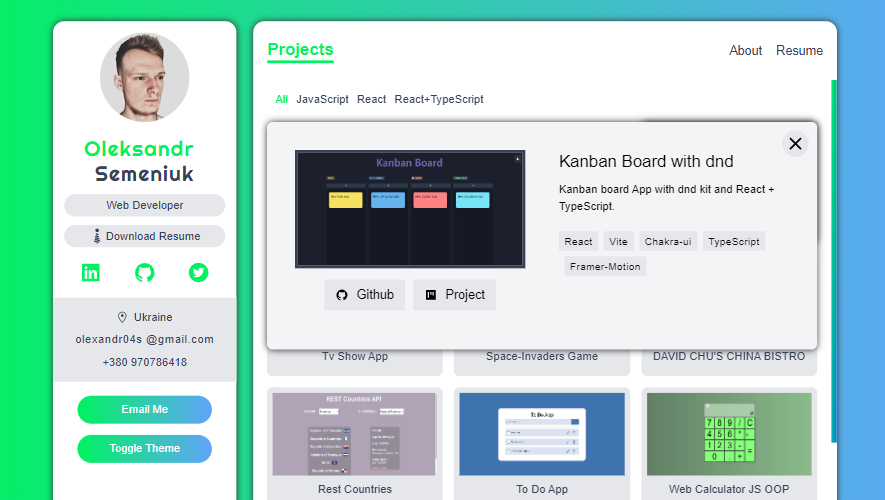 Oleksandr
Semeniuk
Web Developer
Download Resume
Ukraine
olexandr04s @gmail.com
+380 970786418
Email Me
Toggle Theme
Projects
About
Resume
All
JavaScript
React
React+TypeScript
Kanban Board
Kanban Board with dnd
Kanban board App with dnd kit and React +
TypeScript.
React
Vite
Chakra-ui
TypeScript
Framer-Motion
Github
Project
Tv Show App
Space-Invaders Game
DAVID CHU'S CHINA BISTRO
REST Countries API
To Do App
7 8 9 / C
4 5 6 * .
1 2 3 -
0 . + =
Rest Countries
To Do App
Web Calculator JS OOP